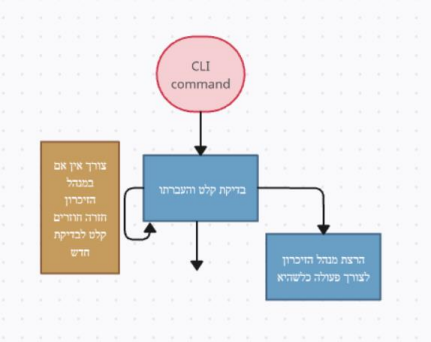 CLI
command
צורך אין אם
במנהל
הזיכרון
חזרה חוזרים
קלט לבדיקת
חדש
בדיקת קלט והעברתו
הרצת מנהל הזיכרון
לצורך פעולה כלשהיא